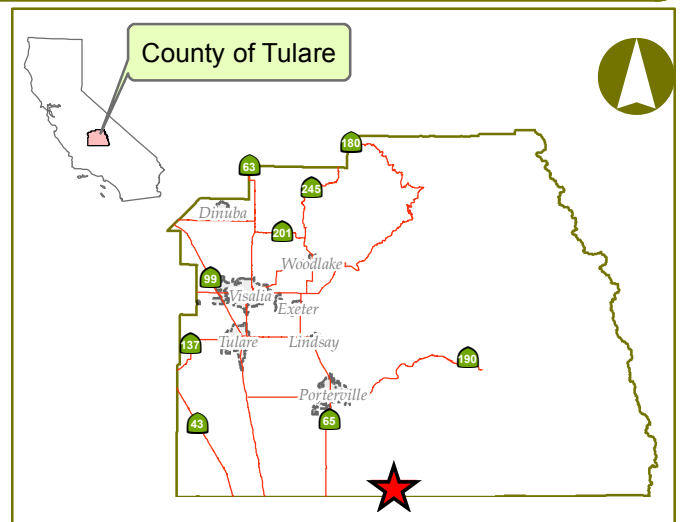 County of Tulare
180
63
245
Dinuba
201
Woodlake
99
Visalia
Exeter
137
Tulare
Lindsay
190
Porterville
43
65